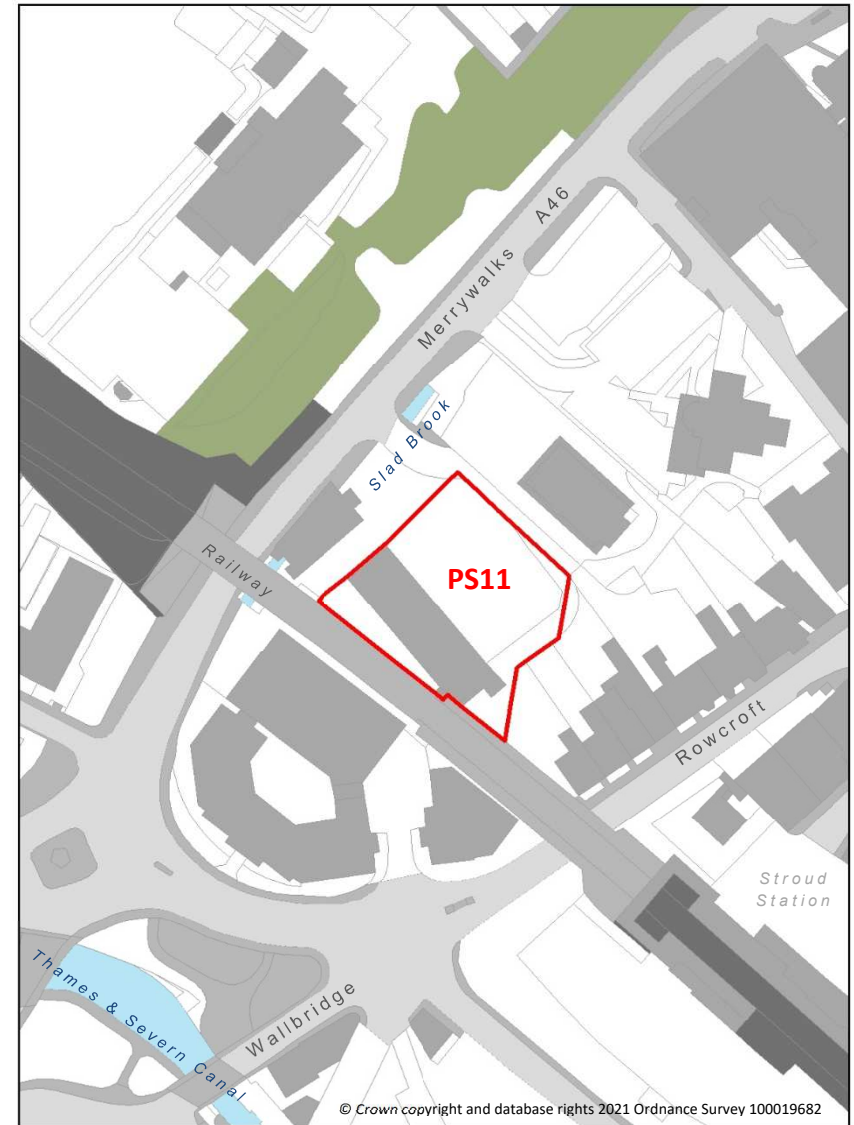 Merrywalks A46
Slad Brook
Railway
PS11
Rowcroft
Stroud
Station
Thames & Severn Canal
Wallbridge
© Crown copyright and database rights 2021 Ordnance Survey 100019682